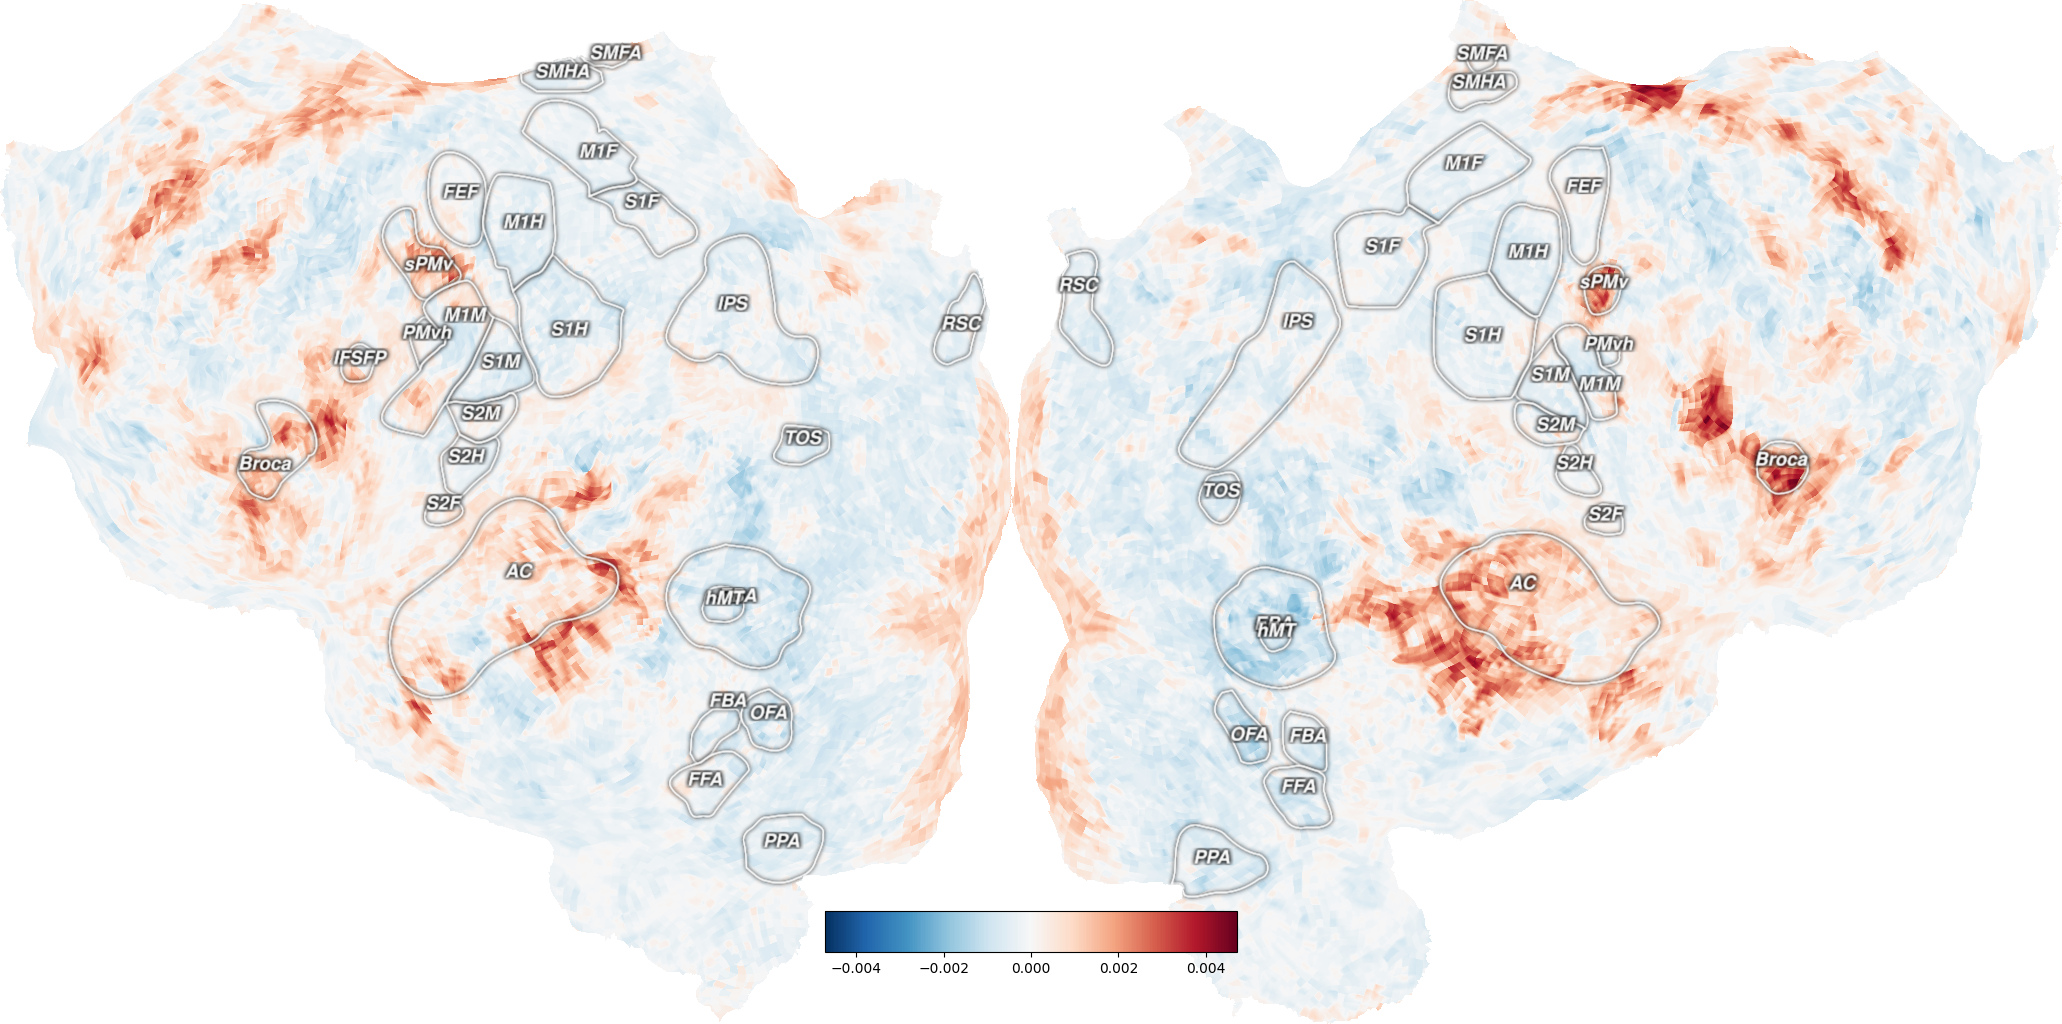 SMFA
SMHA
M1F
FEF
M1H
S1F
sPMv
IPS
M1M
PMvh
S1H
RSC
IFSFP
S1M
S2M
TOS
Broca
S2H
S2F
AC
hMT
FBA
OFA
FFA
PPA
SMFA
SMHA
M1F
FEF
S1F
M1H
RSC
sPMv
IPS
S1H
PMvh
S1M
M1M
S2M
Broca
S2H
TOS
S2F
AC
hMT
OFA
FBA
FFA
PPA
−0.004 −0.002 0.000 0.002 0.004